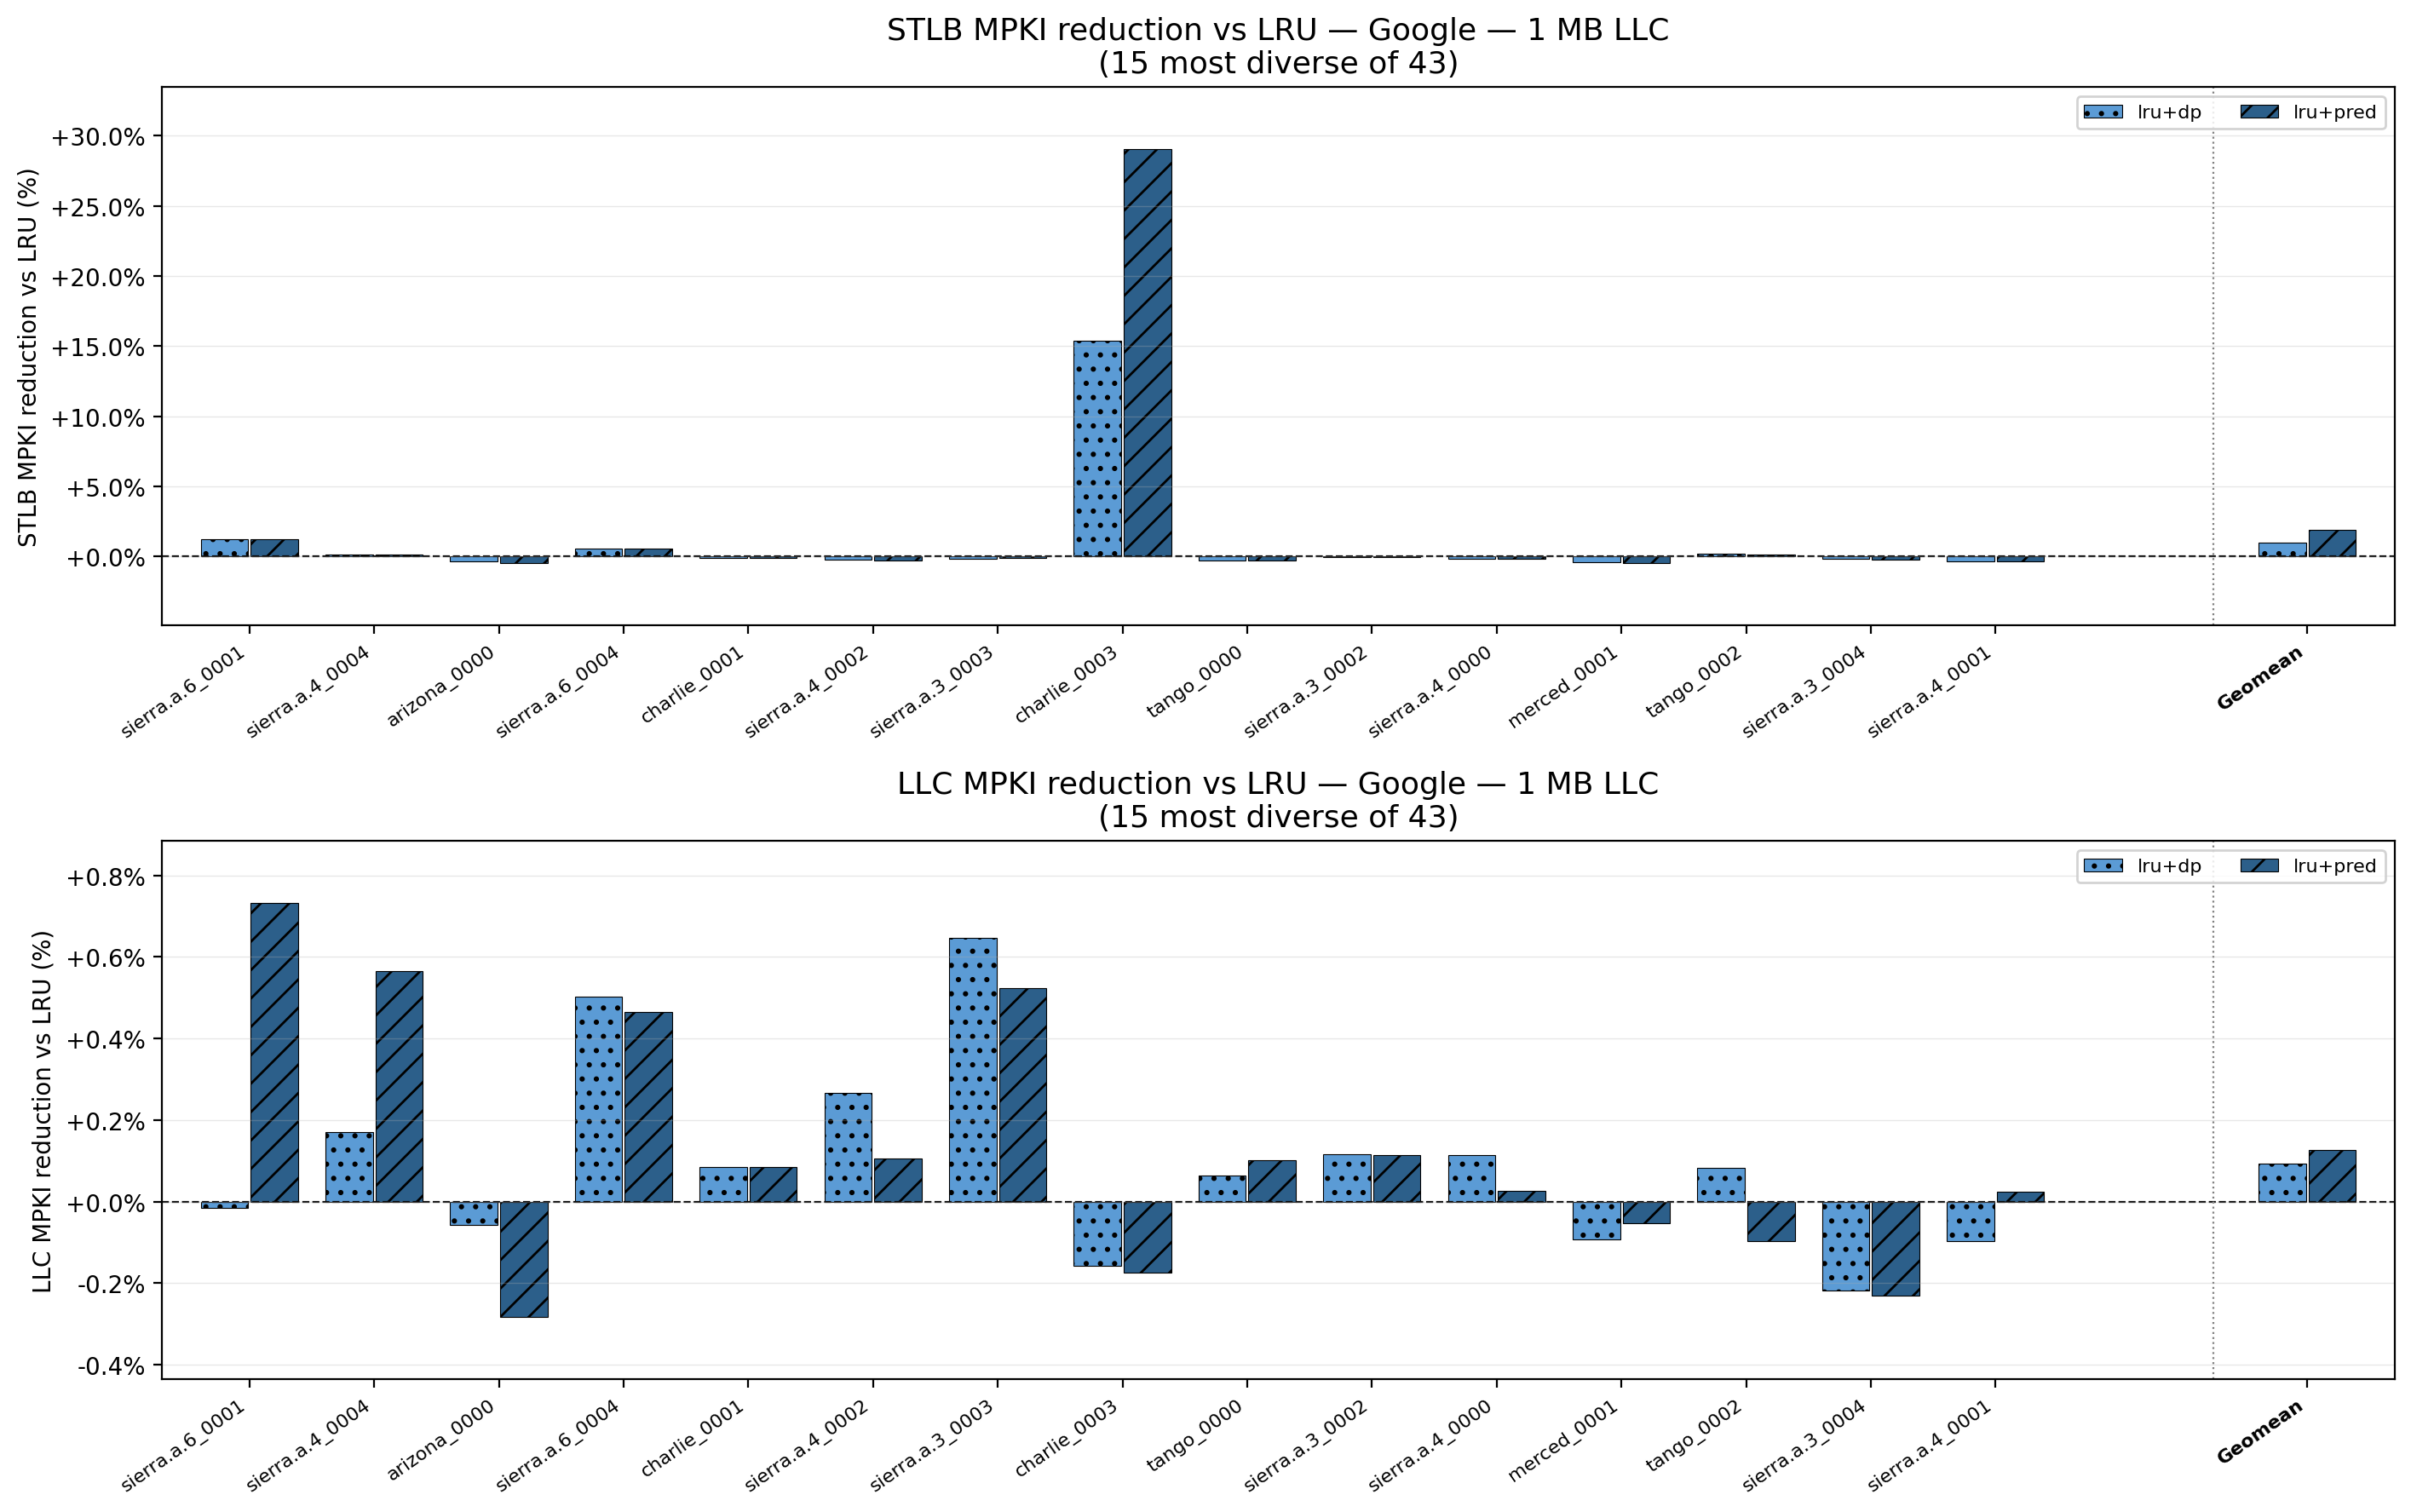 STLB MPKI reduction vs LRU — Google — 1 MB LLC
(15 most diverse of 43)
STLB MPKI reduction vs LRU (%)
+30.0%
+25.0%
+20.0%
+15.0%
+10.0%
+5.0%
+0.0%
lru+dp
lru+pred
sierra.a.6_0001
sierra.a.4_0004
arizona_0000
sierra.a.6_0004
charlie_0001
sierra.a.4_0002
sierra.a.3_0003
charlie_0003
tango_0000
sierra.a.3_0002
sierra.a.4_0000
merced_0001
tango_0002
sierra.a.3_0004
sierra.a.4_0001
Geomean
LLC MPKI reduction vs LRU — Google — 1 MB LLC
(15 most diverse of 43)
LLC MPKI reduction vs LRU (%)
+0.8%
+0.6%
+0.4%
+0.2%
+0.0%
-0.2%
-0.4%
lru+dp
lru+pred
sierra.a.6_0001
sierra.a.4_0004
arizona_0000
sierra.a.6_0004
charlie_0001
sierra.a.4_0002
sierra.a.3_0003
charlie_0003
tango_0000
sierra.a.3_0002
sierra.a.4_0000
merced_0001
tango_0002
sierra.a.3_0004
sierra.a.4_0001
Geomean